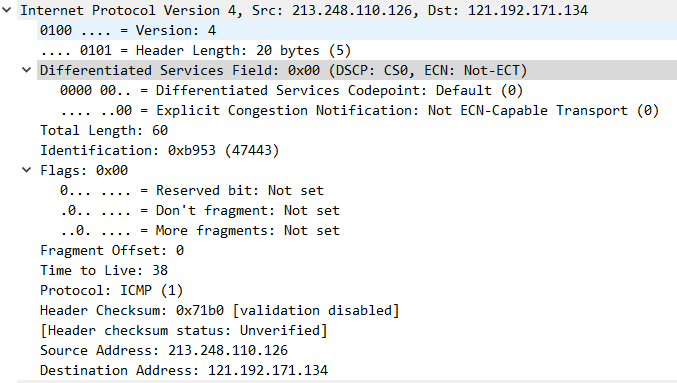 Internet Protocol Version 4, Src: 213.248.110.126, Dst: 121.192.171.134
0100 .... = Version: 4
.... 0101 = Header Length: 20 bytes (5)
Differentiated Services Field: 0x00 (DSCP: CS0, ECN: Not-ECT)
0000 00.. = Differentiated Services Codepoint: Default (0)
.... ..00 = Explicit Congestion Notification: Not ECN-Capable Transport (0)
Total Length: 60
Identification: 0xb953 (47443)
Flags: 0x00
0... .... = Reserved bit: Not set
.0.. .... = Don't fragment: Not set
..0. .... = More fragments: Not set
Fragment Offset: 0
Time to Live: 38
Protocol: ICMP (1)
Header Checksum: 0x71b0 [validation disabled]
[Header checksum status: Unverified]
Source Address: 213.248.110.126
Destination Address: 121.192.171.134